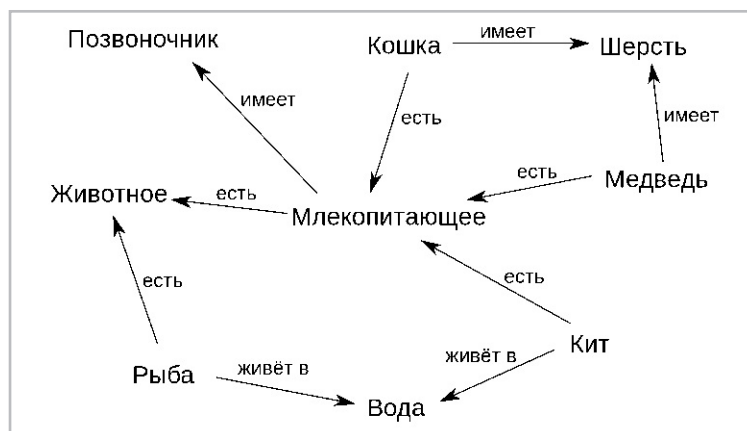 Позвоночник
Кошка
имеет
Шерсть
имеет
есть
имеет
Животное
есть
Млекопитающее
есть
Медведь
есть
есть
Рыба
живёт в
Вода
живёт в
Кит